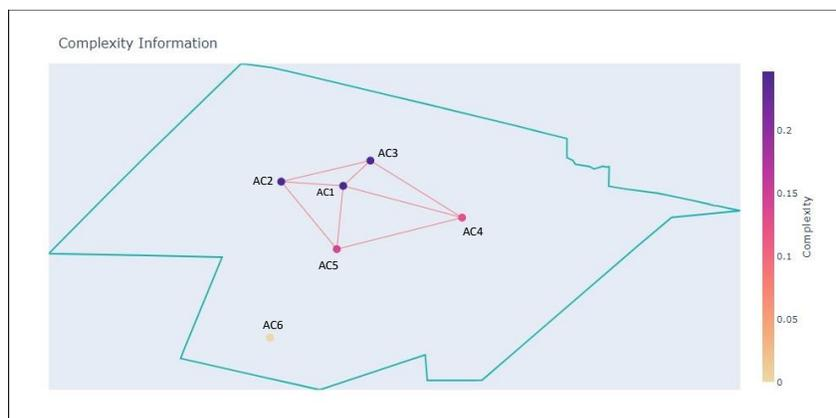 Complexity Information
AC3
AC2
AC1
AC4
AC5
AC6
0.2
0.15
0.1
0.05
0
Complexity